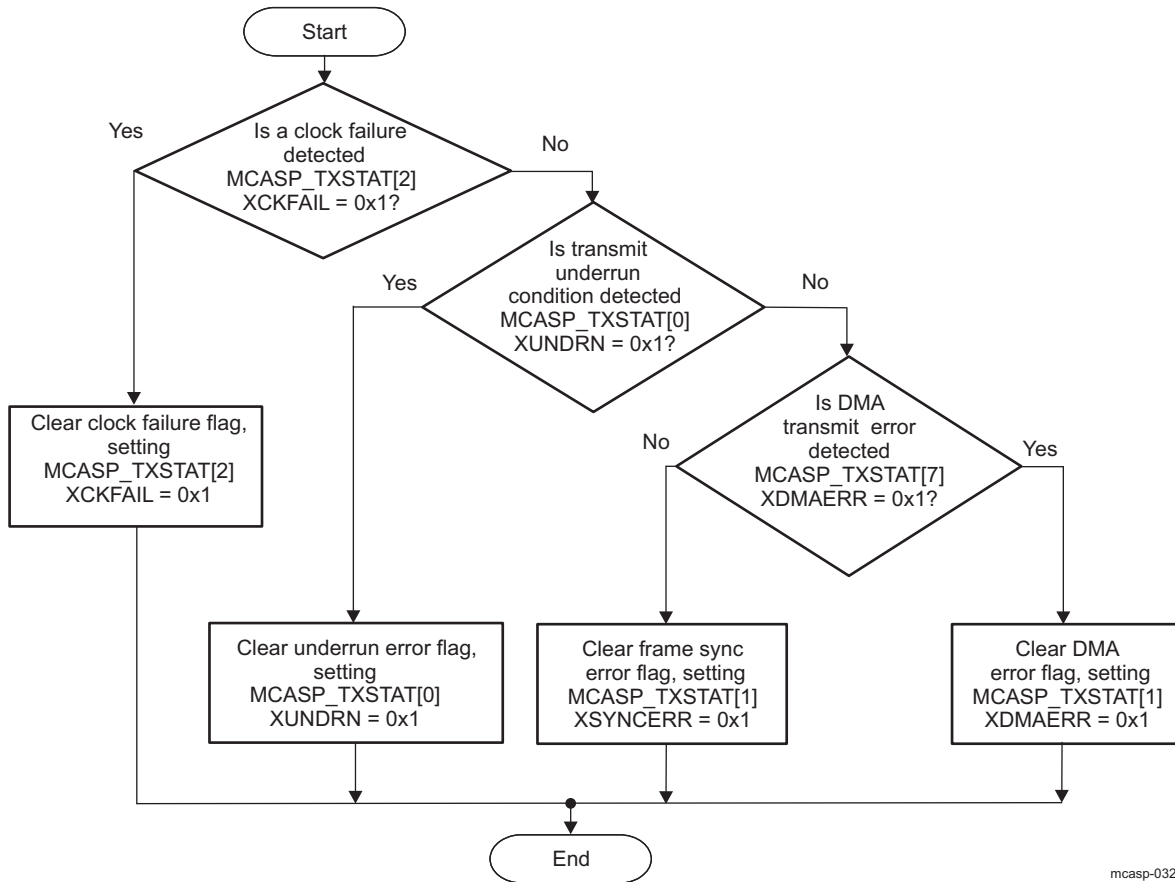 Start
Yes
Is a clock failure
detected
MCASP_TXSTAT[2]
XCKFAIL = 0x1?
No
Is transmit
underrun
condition detected
MCASP_TXSTAT[0]
XUNDRN = 0x1?
Yes
No
Is DMA
transmit error
detected
MCASP_TXSTAT[7]
XDMAERR = 0x1?
No
Yes
Clear clock failure flag,
setting
MCASP_TXSTAT[2]
XCKFAIL = 0x1
Clear underrun error flag,
setting
MCASP_TXSTAT[0]
XUNDRN = 0x1
Clear frame sync
error flag, setting
MCASP_TXSTAT[1]
XSYNCERR = 0x1
Clear DMA
error flag, setting
MCASP_TXSTAT[1]
XDMAERR = 0x1
End
mcasp-032